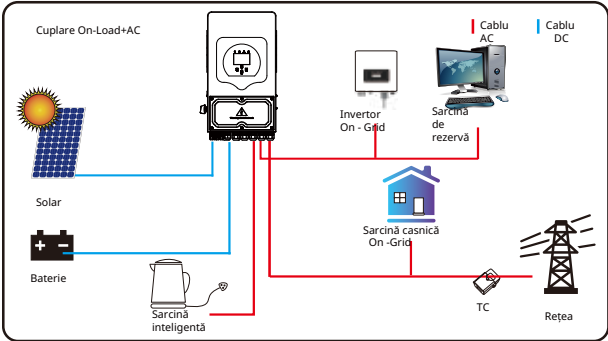 Cuplare On-Load+AC
Cablu
AC
Cablu
DC
Invertor
On - Grid
Sarcină
de
rezervă
Solar
Sarcină casnică
On -Grid
Baterie
Sarcină
inteligentă
TC
Rețea